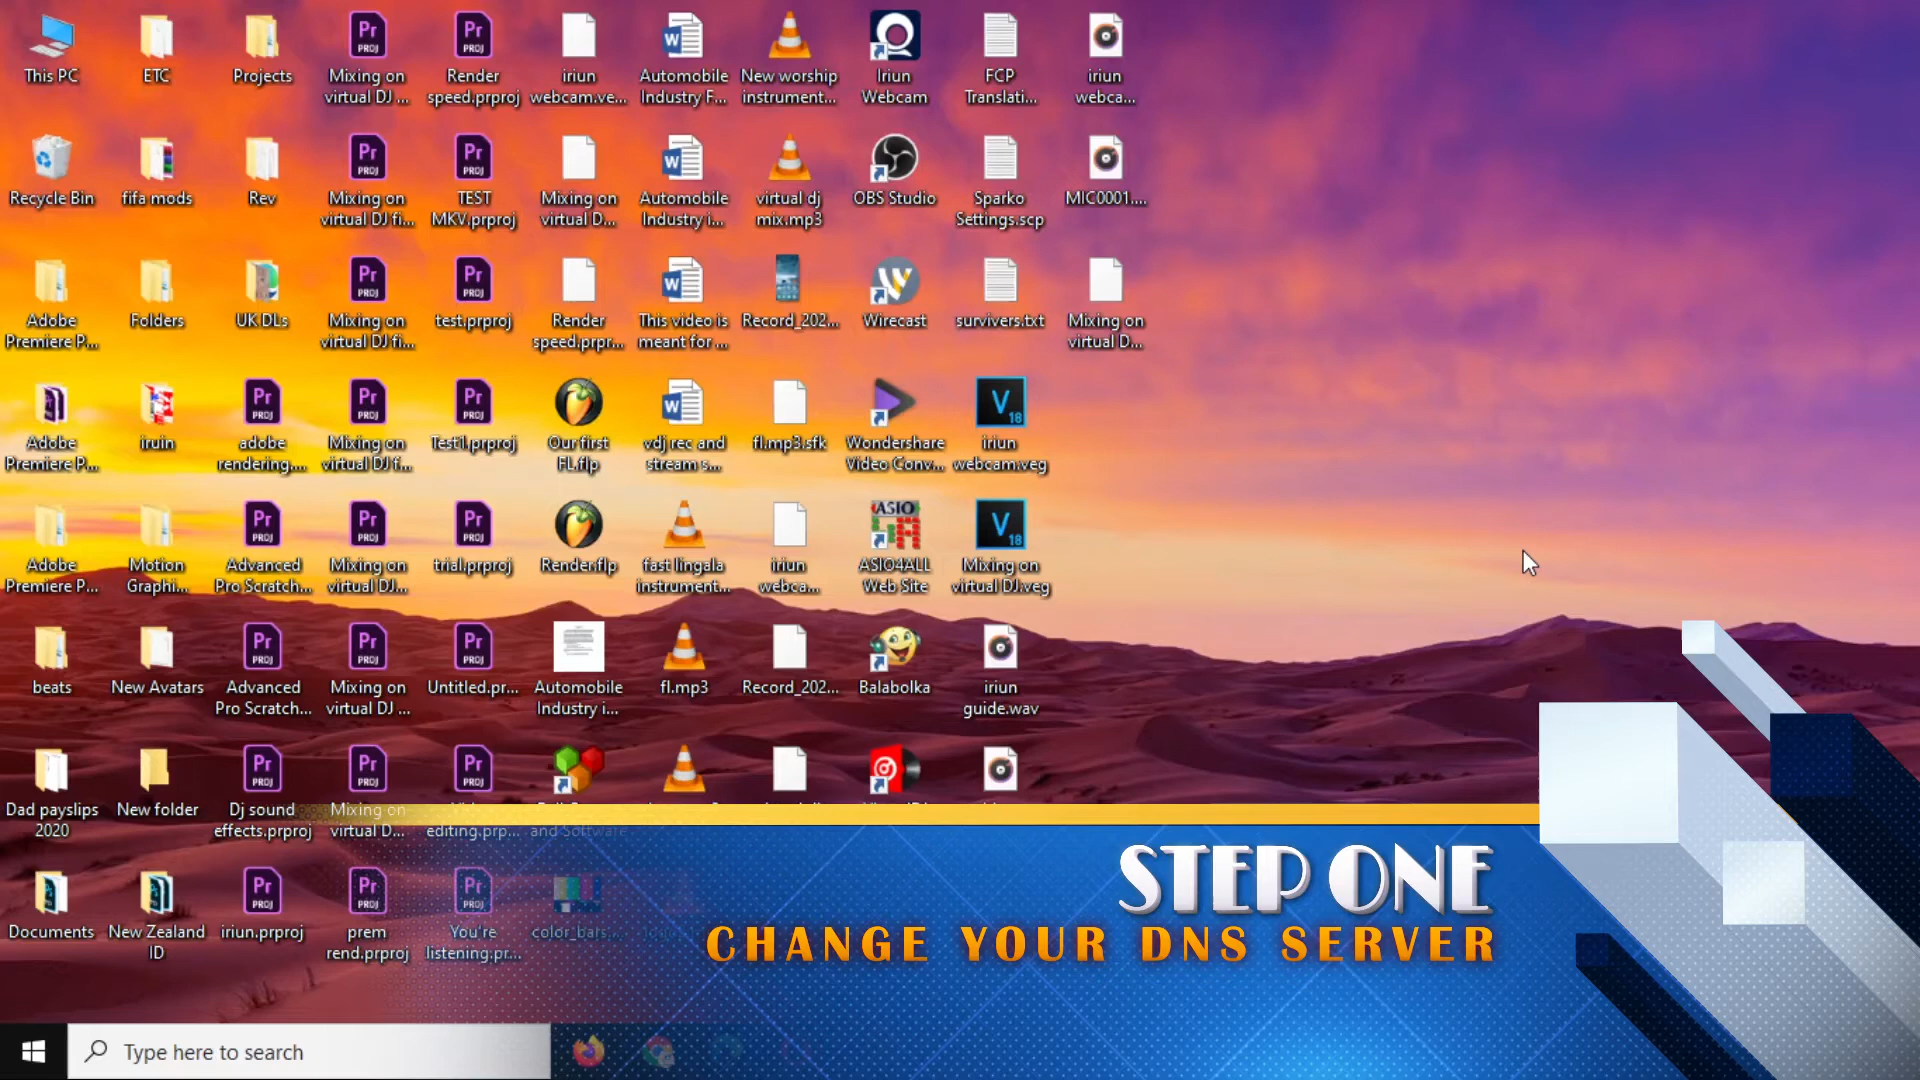 This PC
ETC
Projects
Mixing on
virtual DJ ...
Render
speed.prproj
iriun
webcam.ve...
Automobile
Industry F...
New worship
instrument...
Iriun
Webcam
FCP
Translati...
iriun
webca...
Recycle Bin
fifa mods
Rev
Mixing on
virtual DJ fi...
TEST
MKV.prproj
Mixing on
virtual D...
Automobile
Industry i...
virtual dj
mix.mp3
OBS Studio
Sparko
Settings.scp
MIC0001....
Adobe
Premiere P...
Folders
UK DLs
Mixing on
virtual DJ fi...
test.prproj
Render
speed.prpr...
This video is
meant for ...
Record_202...
Wirecast
survivers.txt
Mixing on
virtual D...
Adobe
Premiere P...
iruin
adobe
rendering....
Mixing on
virtual DJ f...
Test1.prproj
Our first
FL.flp
vdj rec and
stream s...
fl.mp3.sfk
Wondershare
Video Conv...
iriun
webcam.veg
Adobe
Premiere P...
Motion
Graphi...
Advanced
Pro Scratch...
Mixing on
virtual DJ...
trial.prproj
Render.flp
fast lingala
instrument...
iriun
webca...
ASIO4ALL
Web Site
Mixing on
virtual DJ.veg
beats
New Avatars
Advanced
Pro Scratch...
Mixing on
virtual DJ ...
Untitled.pr...
Automobile
Industry i...
fl.mp3
Record_202...
Balabolka
iriun
guide.wav
Dad payslips
2020
New folder
Dj sound
effects.prproj
Mixing on
virtual D...
editing.prp...
and Software
Documents
New Zealand
ID
iriun.prproj
prem
rend.prproj
You're
listening.pr...
color_bars...
STEP ONE
CHANGE YOUR DNS SERVER
Type here to search